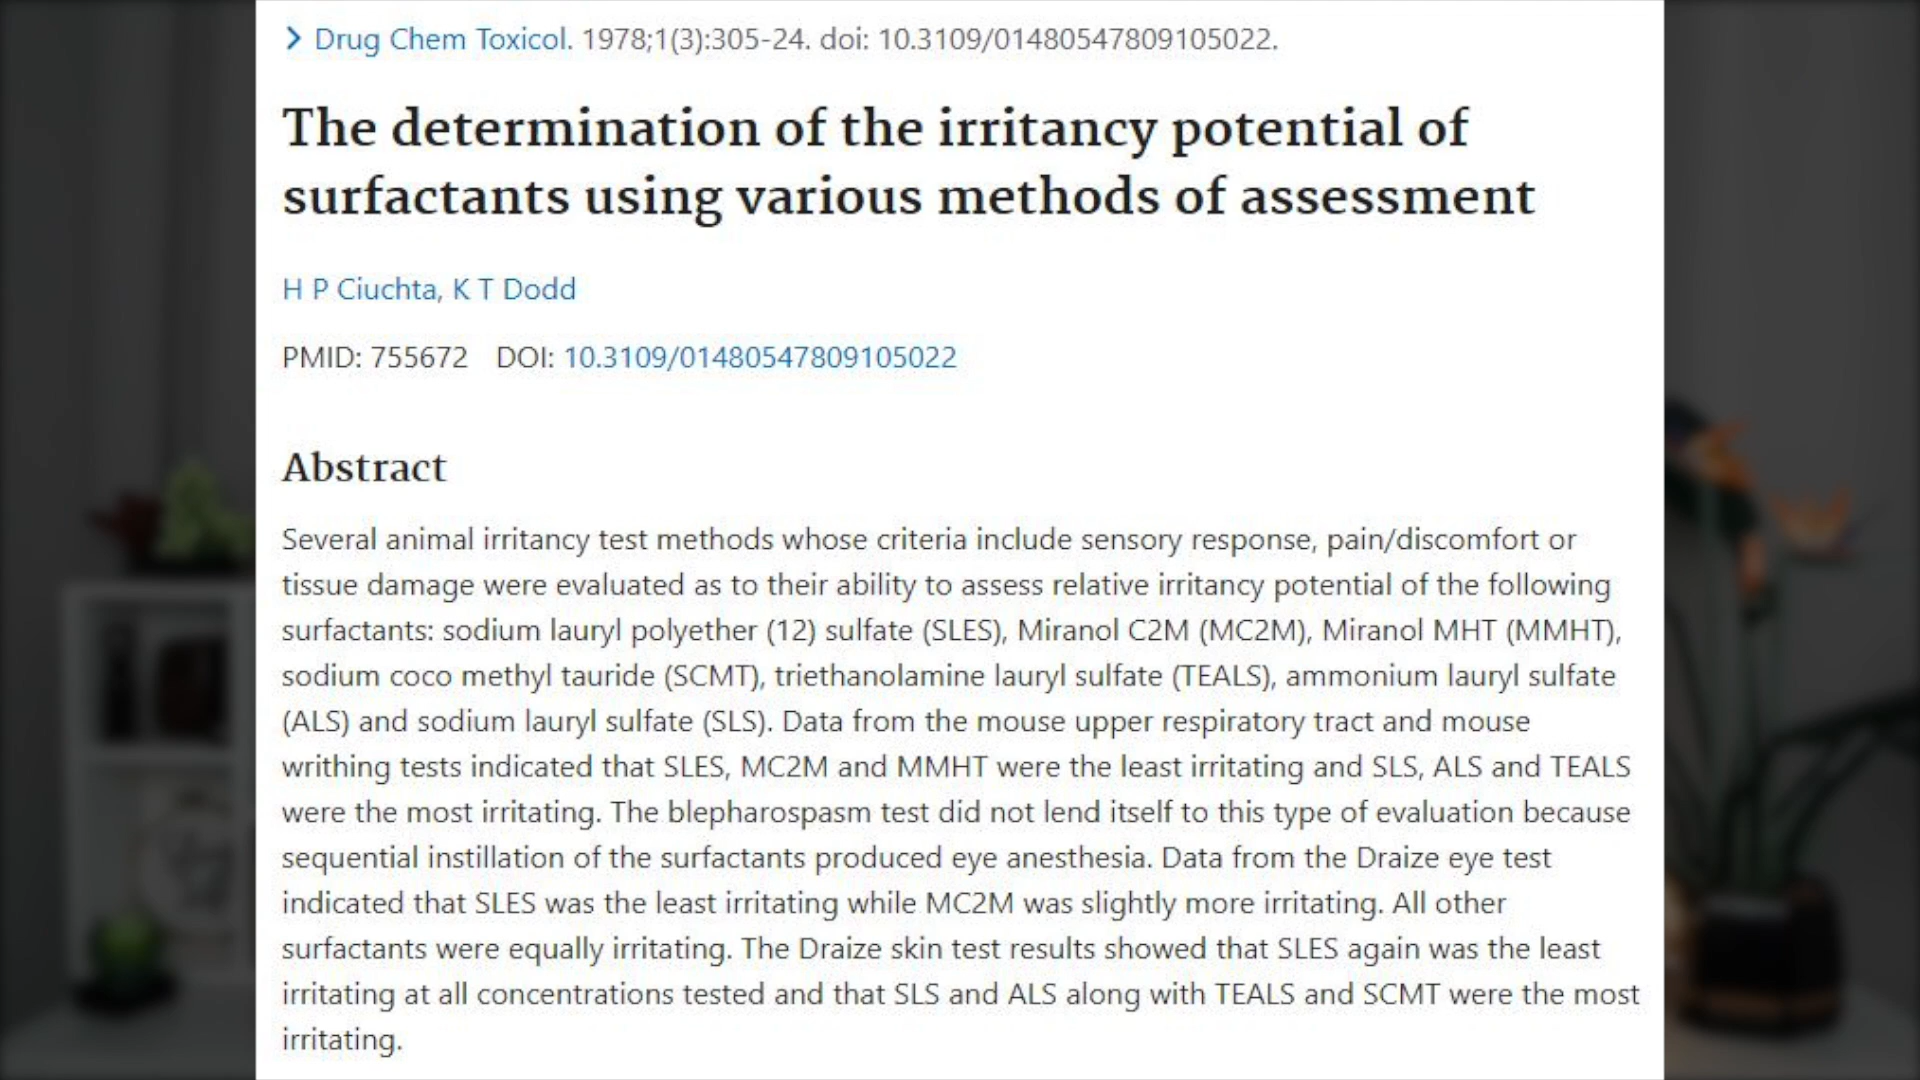 > Drug Chem Toxicol. 1978;1(3):305-24. doi: 10.3109/01480547809105022.
The determination of the irritancy potential of
surfactants using various methods of assessment
H P Ciuchta, K T Dodd
PMID: 755672 DOI: 10.3109/01480547809105022
Abstract
Several animal irritancy test methods whose criteria include sensory response, pain/discomfort or
tissue damage were evaluated as to their ability to assess relative irritancy potential of the following
surfactants: sodium lauryl polyether (12) sulfate (SLES), Miranol C2M (MC2M), Miranol MHT (MMHT),
sodium coco methyl tauride (SCMT), triethanolamine lauryl sulfate (TEALS), ammonium lauryl sulfate
(ALS) and sodium lauryl sulfate (SLS). Data from the mouse upper respiratory tract and mouse
writhing tests indicated that SLES, MC2M and MMHT were the least irritating and SLS, ALS and TEALS
were the most irritating. The blepharospasm test did not lend itself to this type of evaluation because
sequential instillation of the surfactants produced eye anesthesia. Data from the Draize eye test
indicated that SLES was the least irritating while MC2M was slightly more irritating. All other
surfactants were equally irritating. The Draize skin test results showed that SLES again was the least
irritating at all concentrations tested and that SLS and ALS along with TEALS and SCMT were the most
irritating.